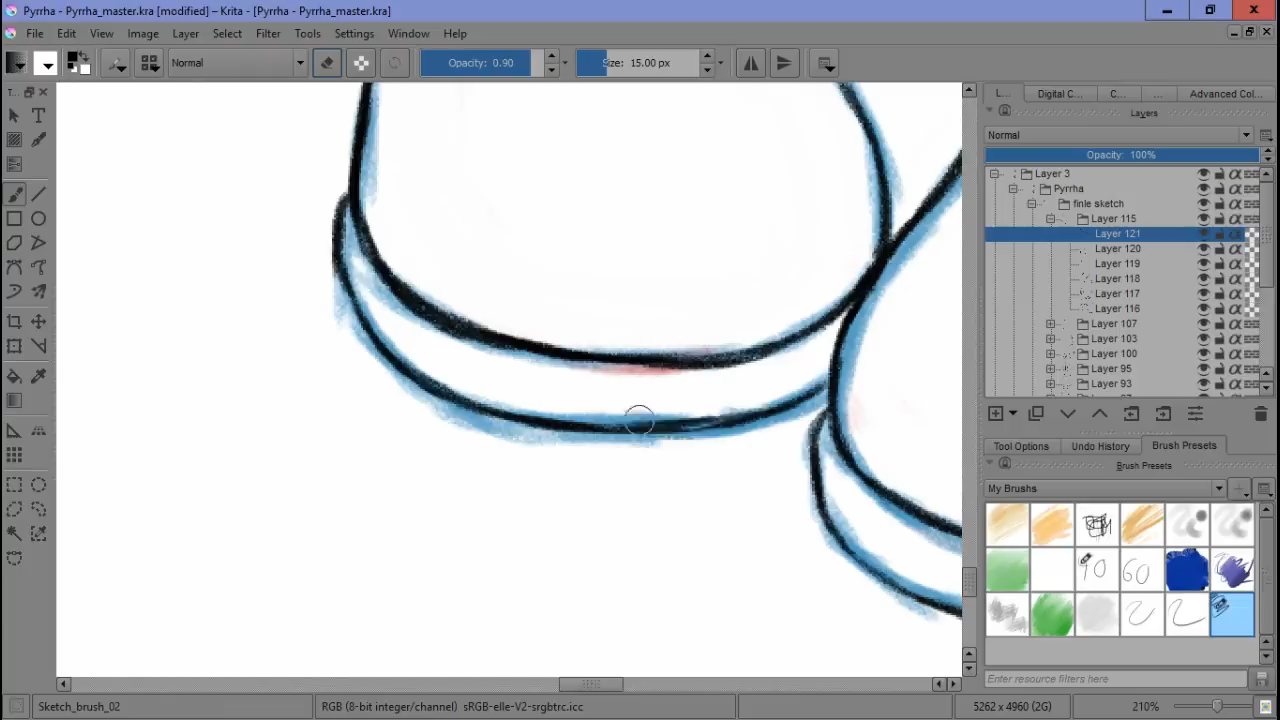 Pyrrha - Pyrrha_master.kra [modified] – Krita - [Pyrrha - Pyrrha_master.kra]
File Edit View Image Layer Select Filter Tools Settings Window Help
Normal Opacity: 0.90 Size: 15.00 px
T... L... Digital C... C... ... Advanced Col...
Layers
Normal
Opacity: 100%
Layer 3
Pyrrha
finle sketch
Layer 115
Layer 121
Layer 120
Layer 119
Layer 118
Layer 117
Layer 116
Layer 107
Layer 103
Layer 100
Layer 95
Layer 93
Tool Options Undo History Brush Presets
Brush Presets
My Brushs
10 60
Enter resource filters here
Sketch_brush_02 RGB (8-bit integer/channel) sRGB-elle-V2-srgbtrc.icc 5262 x 4960 (2G) 210%